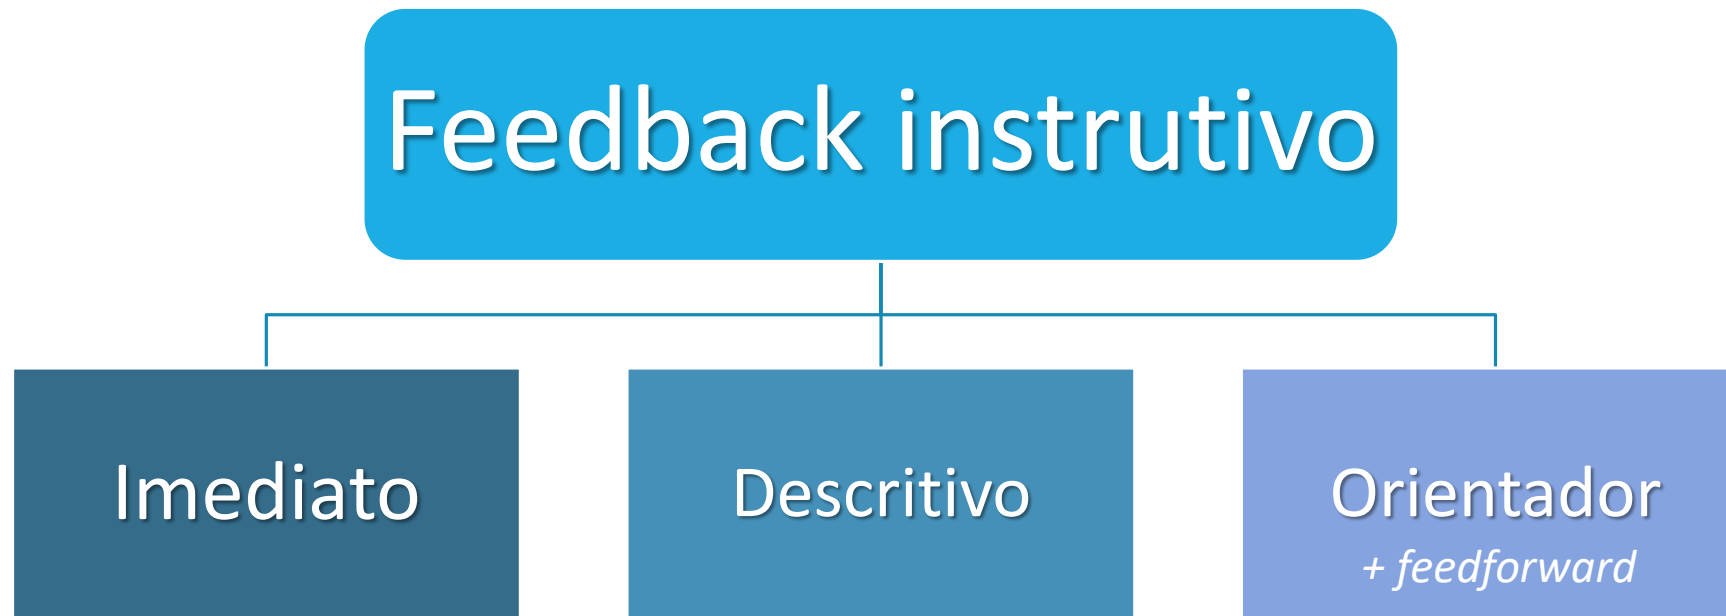 Feedback instrutivo
Imediato
Descritivo
Orientador
+ feedforward